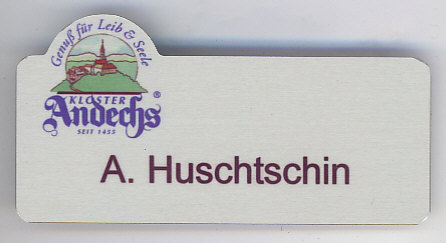 Genuß für Leib & Seele
KLOSTER
Andechs®
SEIT 1455
A. Huschtschin